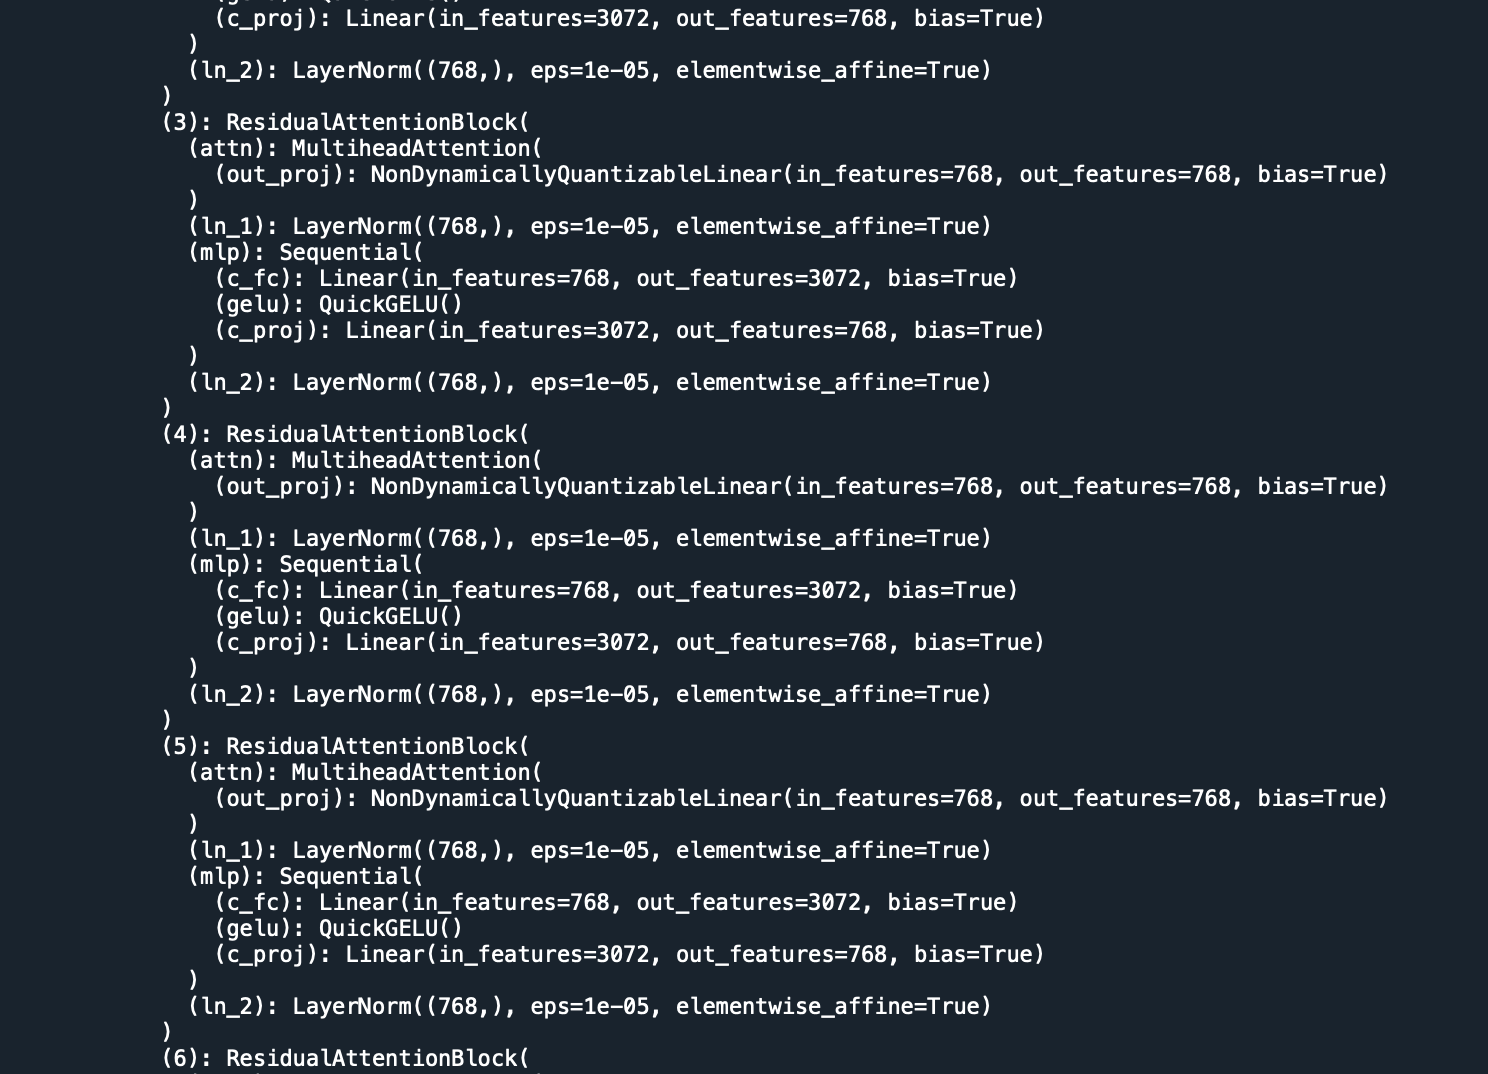 (c_proj): Linear(in_features=3072, out_features=768, bias=True)
)
(ln_2): LayerNorm((768,), eps=1e-05, elementwise_affine=True)
)
(3): ResidualAttentionBlock(
(attn): MultiheadAttention(
(out_proj): NonDynamicallyQuantizableLinear(in_features=768, out_features=768, bias=True)
)
(ln_1): LayerNorm((768,), eps=1e-05, elementwise_affine=True)
(mlp): Sequential(
(c_fc): Linear(in_features=768, out_features=3072, bias=True)
(gelu): QuickGELU()
(c_proj): Linear(in_features=3072, out_features=768, bias=True)
)
(ln_2): LayerNorm((768,), eps=1e-05, elementwise_affine=True)
)
(4): ResidualAttentionBlock(
(attn): MultiheadAttention(
(out_proj): NonDynamicallyQuantizableLinear(in_features=768, out_features=768, bias=True)
)
(ln_1): LayerNorm((768,), eps=1e-05, elementwise_affine=True)
(mlp): Sequential(
(c_fc): Linear(in_features=768, out_features=3072, bias=True)
(gelu): QuickGELU()
(c_proj): Linear(in_features=3072, out_features=768, bias=True)
)
(ln_2): LayerNorm((768,), eps=1e-05, elementwise_affine=True)
)
(5): ResidualAttentionBlock(
(attn): MultiheadAttention(
(out_proj): NonDynamicallyQuantizableLinear(in_features=768, out_features=768, bias=True)
)
(ln_1): LayerNorm((768,), eps=1e-05, elementwise_affine=True)
(mlp): Sequential(
(c_fc): Linear(in_features=768, out_features=3072, bias=True)
(gelu): QuickGELU()
(c_proj): Linear(in_features=3072, out_features=768, bias=True)
)
(ln_2): LayerNorm((768,), eps=1e-05, elementwise_affine=True)
)
(6): ResidualAttentionBlock(